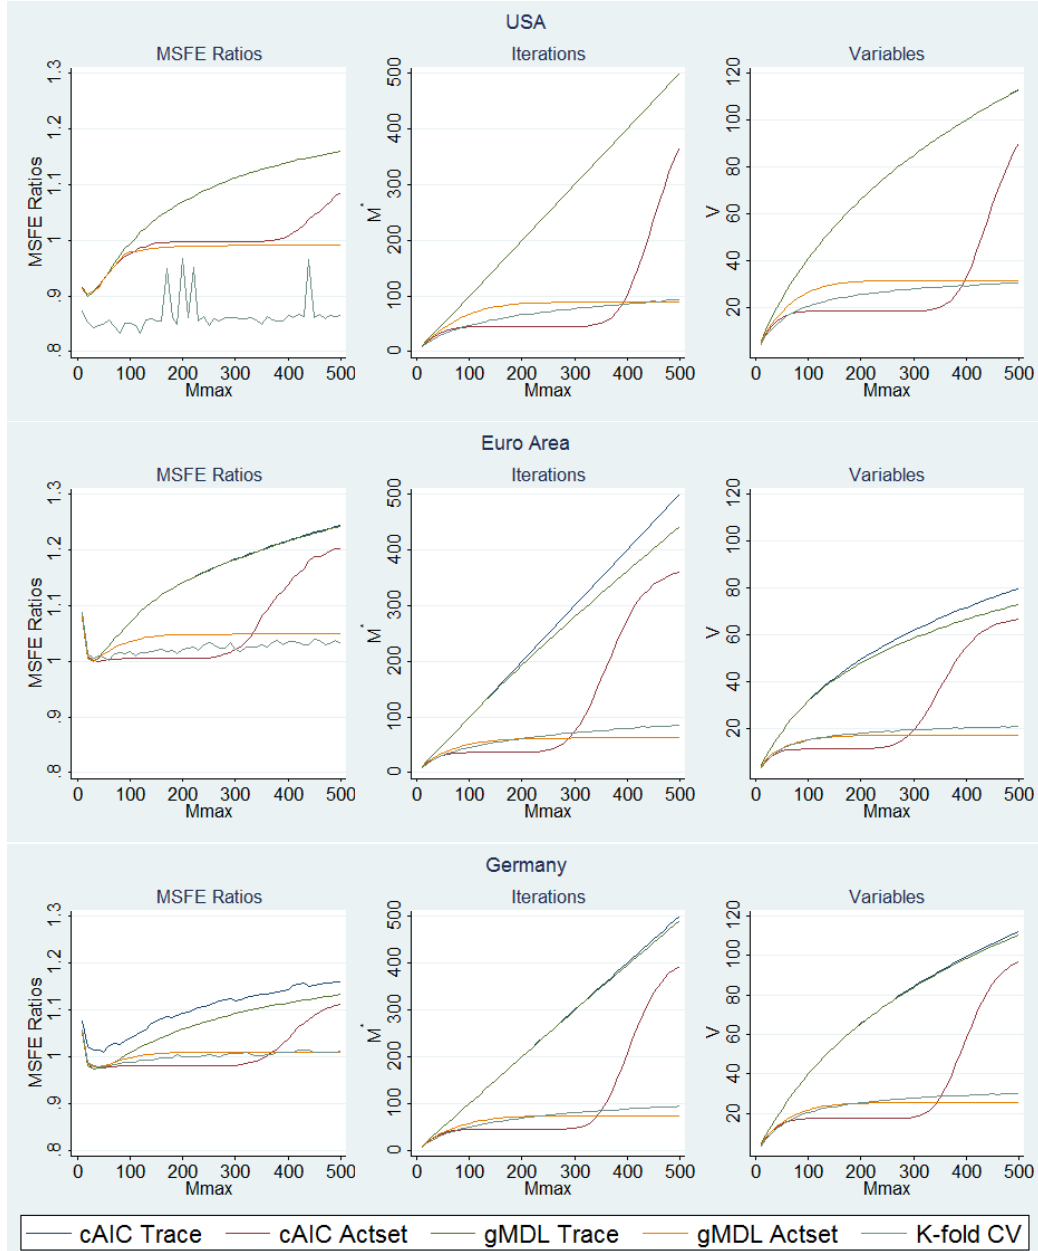 USA
MSFE Ratios Iterations Variables
MSFE Ratios
.8 .9 1 1.1 1.2 1.3
0 100 200 300 400 500
Mmax
M*
0 100 200 300 400 500
0 100 200 300 400 500
Mmax
V
20 40 60 80 100 120
0 100 200 300 400 500
Mmax
Euro Area
MSFE Ratios Iterations Variables
MSFE Ratios
.8 .9 1 1.1 1.2 1.3
0 100 200 300 400 500
Mmax
M*
0 100 200 300 400 500
0 100 200 300 400 500
Mmax
V
20 40 60 80 100 120
0 100 200 300 400 500
Mmax
Germany
MSFE Ratios Iterations Variables
MSFE Ratios
.8 .9 1 1.1 1.2 1.3
0 100 200 300 400 500
Mmax
M*
0 100 200 300 400 500
0 100 200 300 400 500
Mmax
V
20 40 60 80 100 120
0 100 200 300 400 500
Mmax
cAIC Trace cAIC Actset gMDL Trace gMDL Actset K-fold CV